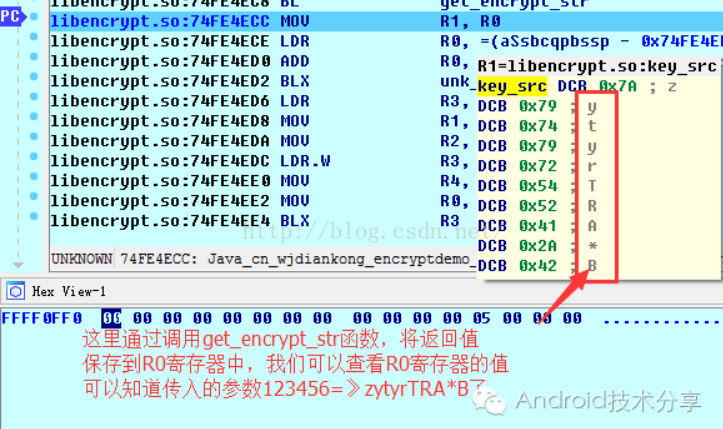 libencrypt.so:74FE4EC8 BL get_encrypt_str
PC
libencrypt.so:74FE4ECC MOV R1, R0
libencrypt.so:74FE4ECE LDR R0, =(aSsbcqpbssp - 0x74FE4E
libencrypt.so:74FE4ED0 ADD R0,
libencrypt.so:74FE4ED2 BLX unk_
libencrypt.so:74FE4ED6 LDR R3,
libencrypt.so:74FE4ED8 MOV R1,
libencrypt.so:74FE4EDA MOV R2,
libencrypt.so:74FE4EDC LDR.W R3,
libencrypt.so:74FE4EE0 MOV R4,
libencrypt.so:74FE4EE2 MOV R0,
libencrypt.so:74FE4EE4 BLX R3
R1=libencrypt.so:key_src
key_src DCB 0x7A ; z
DCB 0x79 ; y
DCB 0x74 ; t
DCB 0x79 ; y
DCB 0x72 ; r
DCB 0x54 ; T
DCB 0x52 ; R
DCB 0x41 ; A
DCB 0x2A ; *
DCB 0x42 ; B
http://blog.csdn.net/
UNKNOWN 74FE4ECC: Java_cn_wjdiankong_encryptdemo_
Hex View-1
FFFF0FF0 00 00 00 00 00 00 00 00 00 00 00 00 05 00 00 00 ............
这里通过调用get_encrypt_str函数，将返回值
保存到R0寄存器中，我们可以查看R0寄存器的值
可以知道传入的参数123456=》zytyrTRA*B了
Android技术分享